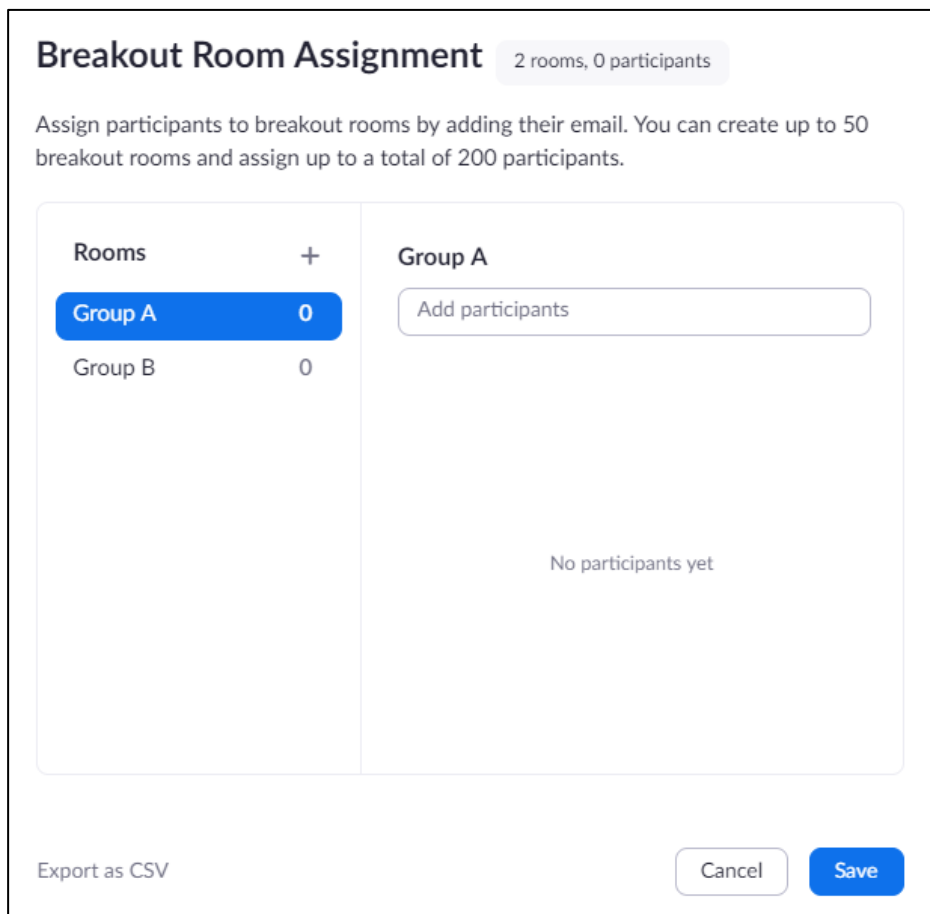 Breakout Room Assignment 2 rooms, 0 participants
Assign participants to breakout rooms by adding their email. You can create up to 50
breakout rooms and assign up to a total of 200 participants.
Rooms +
Group A 0
Group B 0
Group A
Add participants
No participants yet
Export as CSV
Cancel
Save